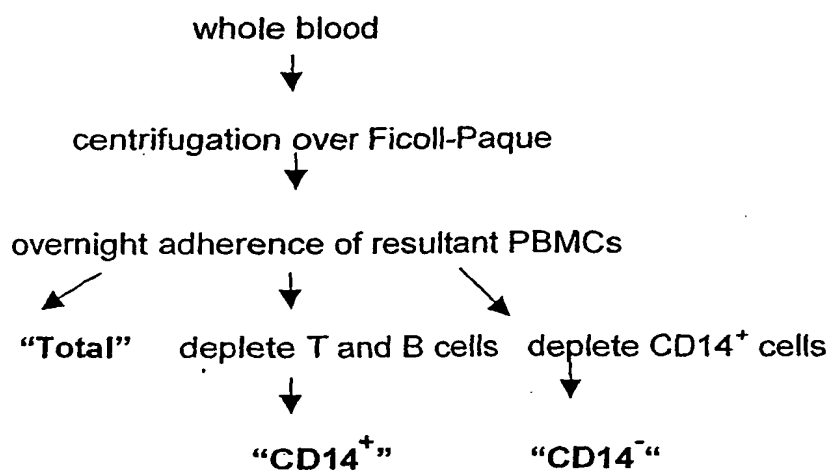 whole blood
centrifugation over Ficoll-Paque
overnight adherence of resultant PBMCs
“Total” deplete T and B cells deplete CD14⁺ cells
“CD14⁺” “CD14⁻“